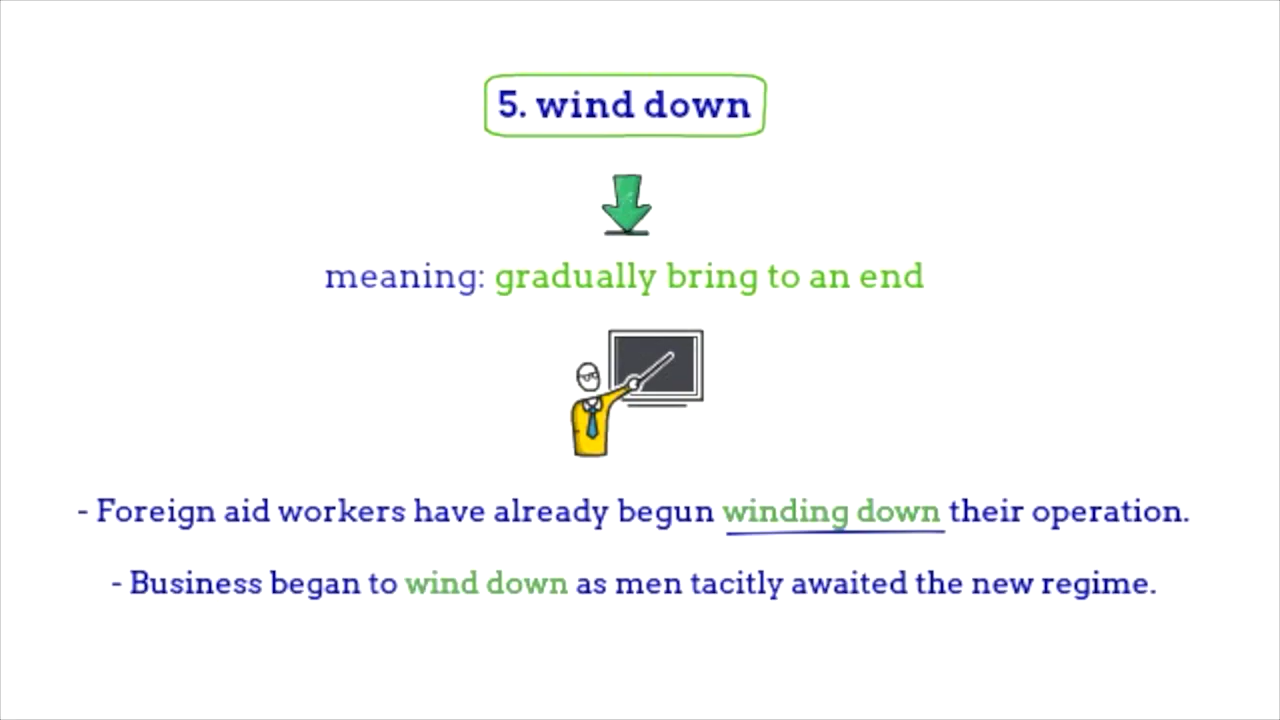 5. wind down
meaning: gradually bring to an end
- Foreign aid workers have already begun winding down their operation.
- Business began to wind down as men tacitly awaited the new regime.